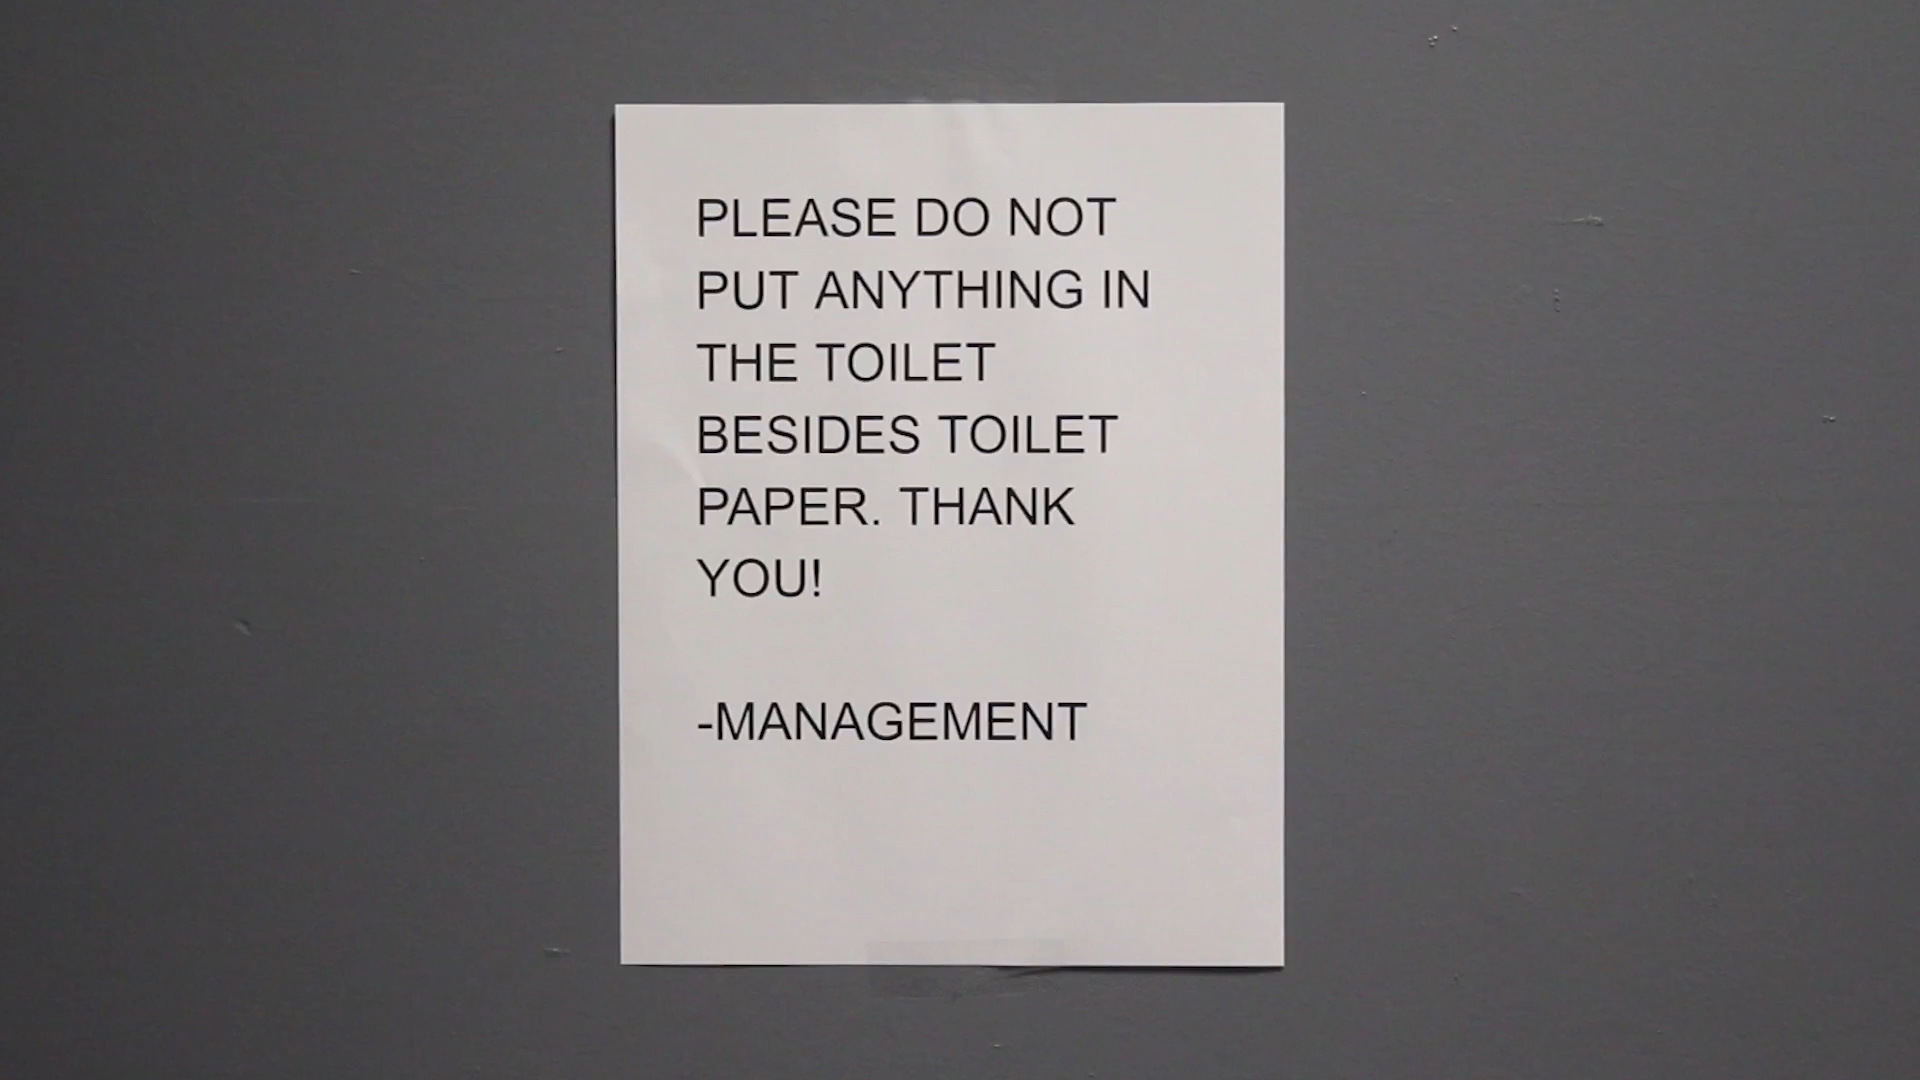 PLEASE DO NOT
PUT ANYTHING IN
THE TOILET
BESIDES TOILET
PAPER. THANK
YOU!
-MANAGEMENT